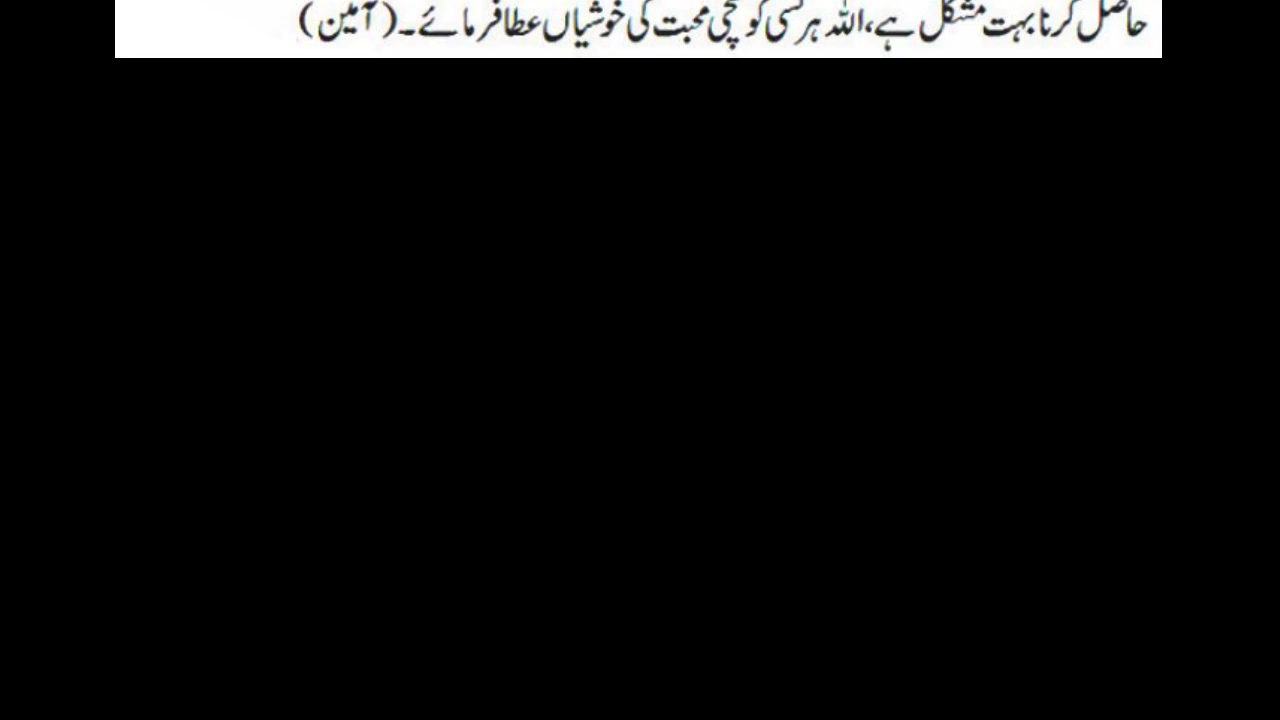 حاصل کرنا بہت مشکل ہے، اللہ ہر کسی کو سچی محبت کی خوشیاں عطا فرمائے۔ (آمین)